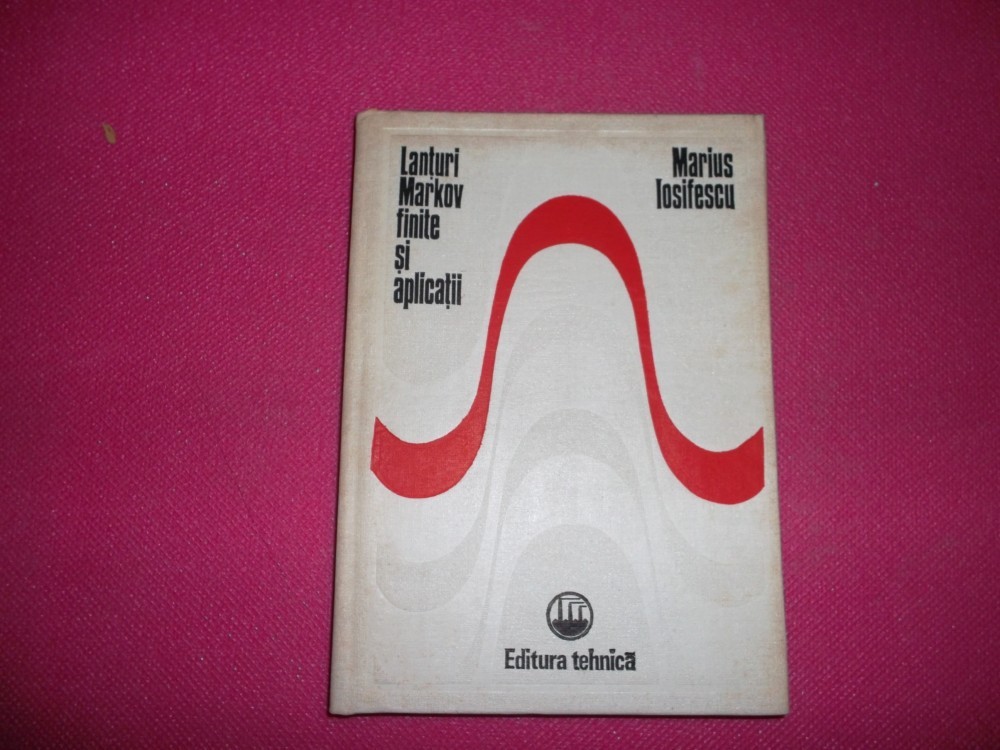 Lanțuri
Markov
finite
și
aplicații
Marius
Iosifescu
Editura tehnică